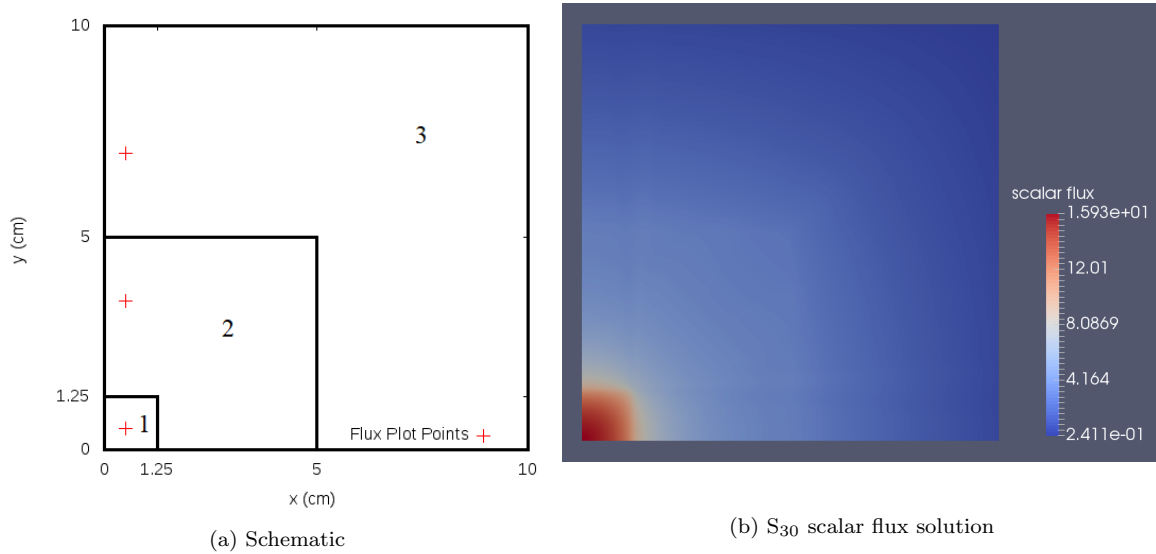 10
3
y (cm)
5
2
1.25
1
Flux Plot Points
0
0 1.25 5 10
x (cm)
(a) Schematic
scalar flux
1.593e+01
12.01
8.0869
4.164
2.411e-01
(b) S₃₀ scalar flux solution